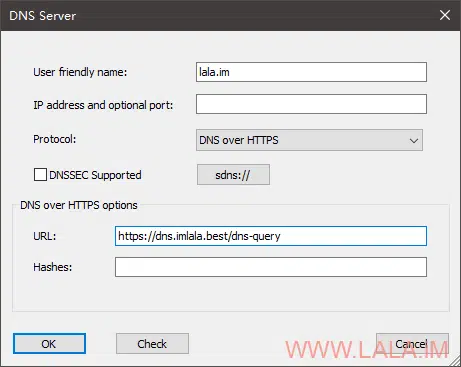 DNS Server
User friendly name: lala.im
IP address and optional port:
Protocol: DNS over HTTPS
DNSSEC Supported sdns://
DNS over HTTPS options
URL: https://dns.imlala.best/dns-query
Hashes:
OK Check Cancel
WWW.LALA.IM